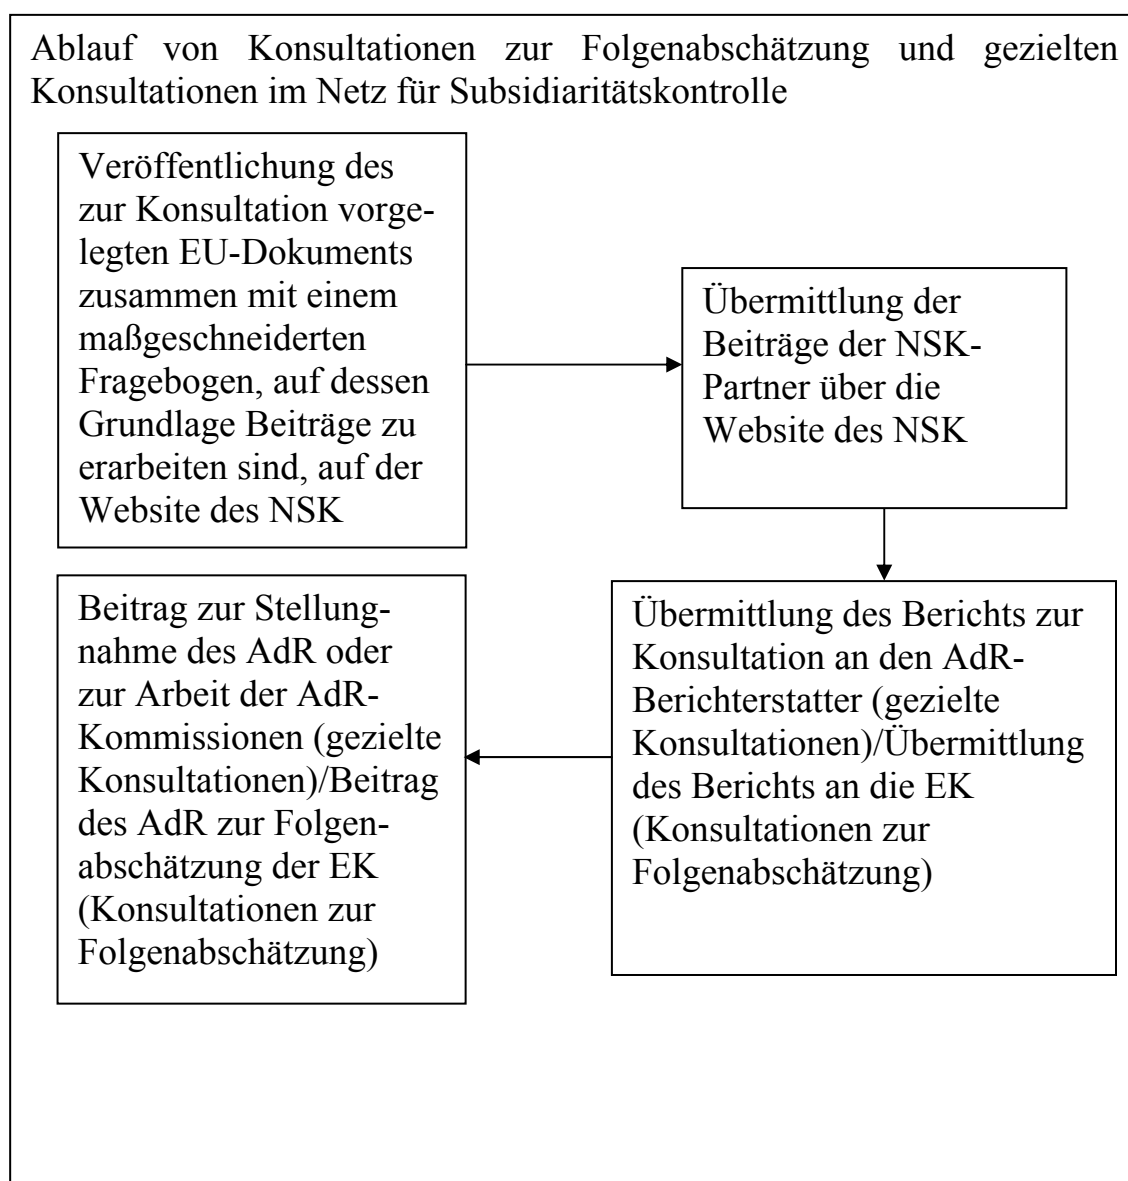 Ablauf von Konsultationen zur Folgenabschätzung und gezielten
Konsultationen im Netz für Subsidiaritätskontrolle
Veröffentlichung des
zur Konsultation vorge-
legten EU-Dokuments
zusammen mit einem
maßgeschneiderten
Fragebogen, auf dessen
Grundlage Beiträge zu
erarbeiten sind, auf der
Website des NSK
Übermittlung der
Beiträge der NSK-
Partner über die
Website des NSK
Übermittlung des Berichts zur
Konsultation an den AdR-
Berichterstatter (gezielte
Konsultationen)/Übermittlung
des Berichts an die EK
(Konsultationen zur
Folgenabschätzung)
Beitrag zur Stellung-
nahme des AdR oder
zur Arbeit der AdR-
Kommissionen (gezielte
Konsultationen)/Beitrag
des AdR zur Folgen-
abschätzung der EK
(Konsultationen zur
Folgenabschätzung)